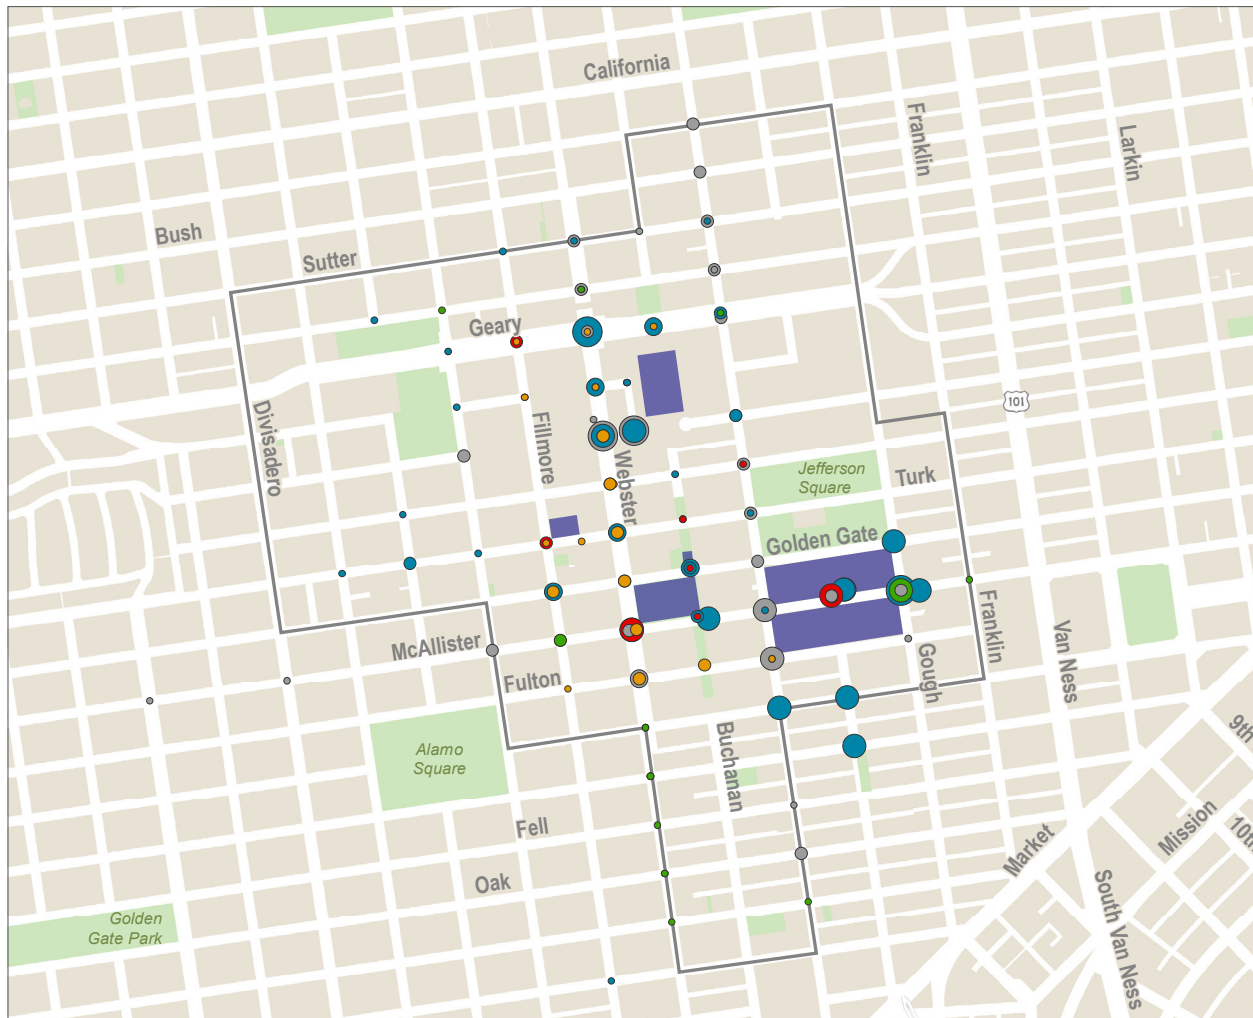 California
Franklin
Larkin
Bush
Sutter
Geary
101
Divisadero
Fillmore
Webster
Jefferson
Square
Turk
Golden Gate
McAllister
Fulton
Franklin
Gough
Van Ness
Alamo
Square
Buchanan
9th
Fell
Market
Mission
10th
Oak
South Van Ness
Golden
Gate Park